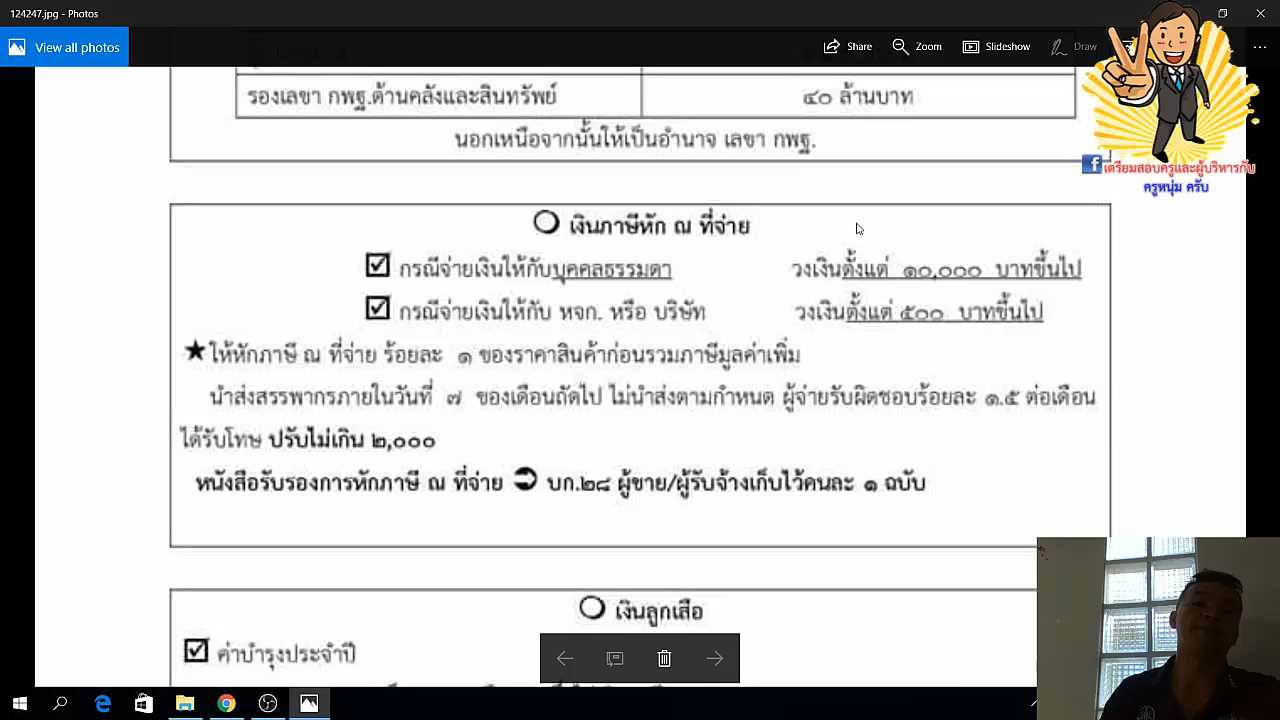 124247.jpg - Photos
View all photos
Share
Zoom
Slideshow
Draw
รองเลขา กพฐ.ด้านคลังและสินทรัพย์ ๔๐ ล้านบาท
นอกเหนือจากนั้นให้เป็นอำนาจ เลขา กพฐ.
เตรียมสอบครูและผู้บริหารกับ
ครูหนุ่ม ครับ
เงินภาษีหัก ณ ที่จ่าย
กรณีจ่ายเงินให้กับบุคคลธรรมดา วงเงินตั้งแต่ ๑๐,๐๐๐ บาทขึ้นไป
กรณีจ่ายเงินให้กับ หจก. หรือ บริษัท วงเงินตั้งแต่ ๕๐๐ บาทขึ้นไป
★ให้หักภาษี ณ ที่จ่าย ร้อยละ ๑ ของราคาสินค้าก่อนรวมภาษีมูลค่าเพิ่ม
นำส่งสรรพากรภายในวันที่ ๗ ของเดือนถัดไป ไม่นำส่งตามกำหนด ผู้จ่ายรับผิดชอบร้อยละ ๑.๕ ต่อเดือน
ได้รับโทษ ปรับไม่เกิน ๒,๐๐๐
หนังสือรับรองการหักภาษี ณ ที่จ่าย ➲ บก.๒๘ ผู้ขาย/ผู้รับจ้างเก็บไว้คนละ ๑ ฉบับ
เงินลูกเสือ
ค่าบำรุงประจำปี